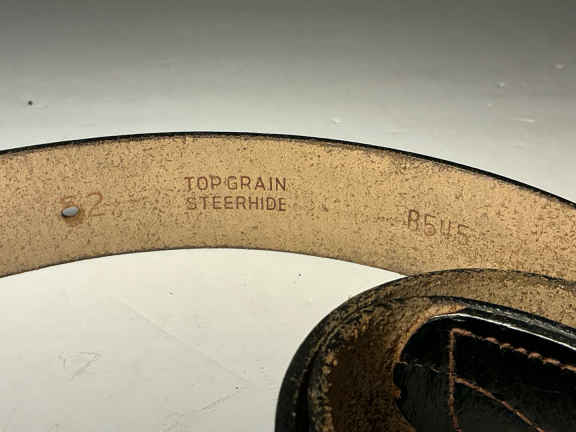 32
TOP GRAIN
STEERHIDE
B545